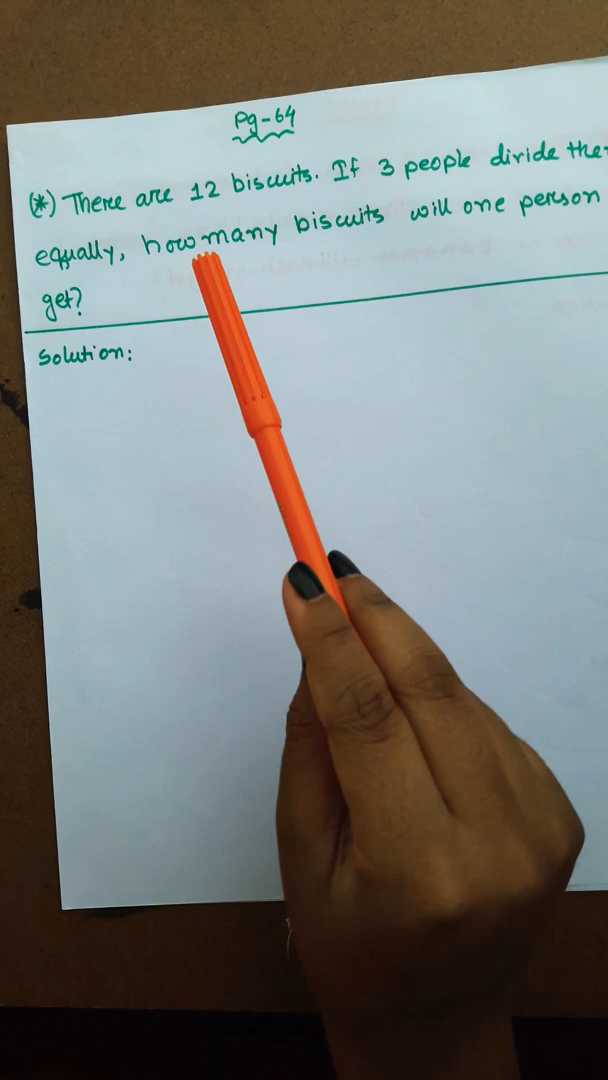 Pg-64
(*) There are 12 biscuits. If 3 people divide the
equally, how many biscuits will one person
get?
Solution: